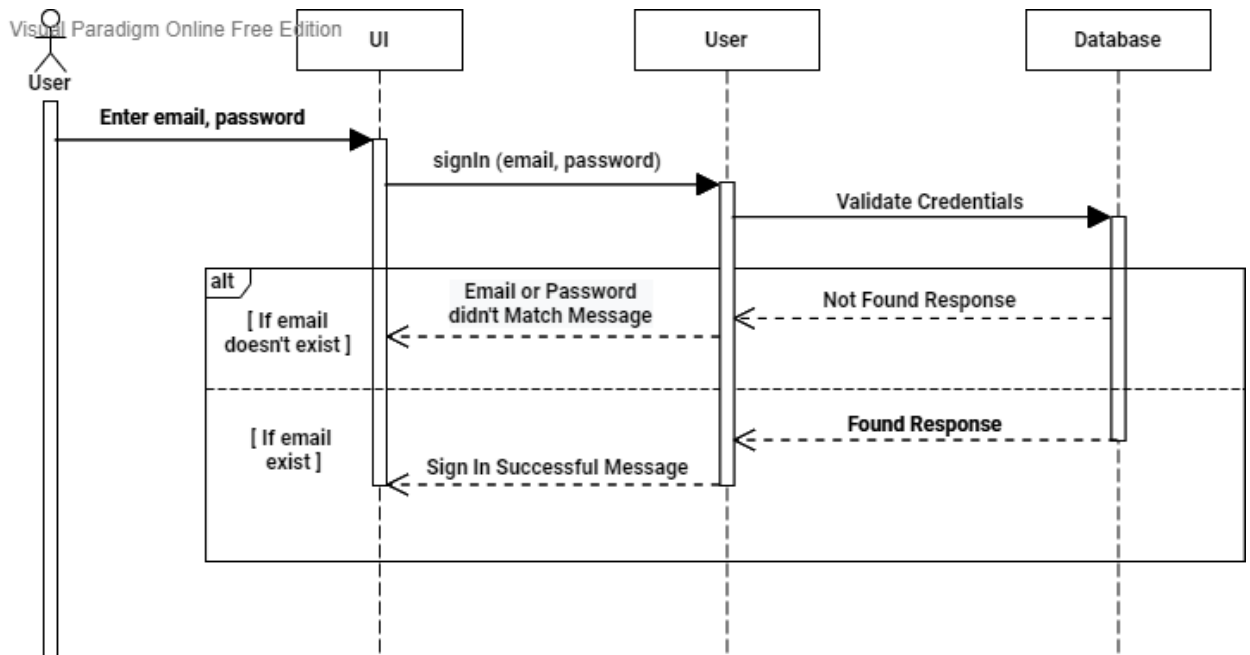 Visual Paradigm Online Free Edition
User
UI
User
Database
Enter email, password
signIn (email, password)
Validate Credentials
alt
[ If email
doesn't exist ]
Email or Password
didn't Match Message
Not Found Response
[ If email
exist ]
Found Response
Sign In Successful Message